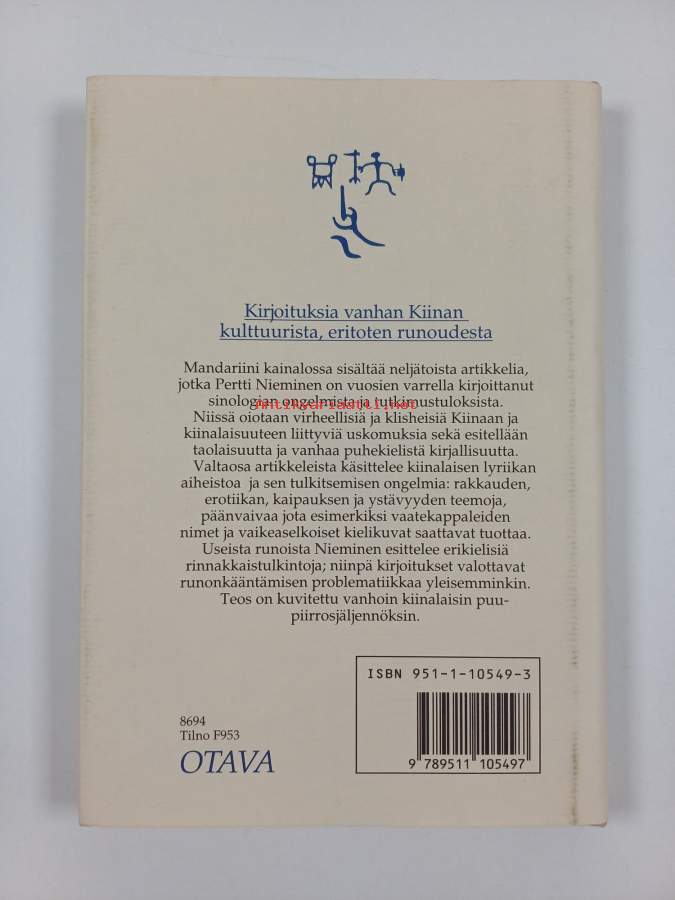 Kirjoituksia vanhan Kiinan
kulttuurista, eritoten runoudesta
Mandariini kainalossa sisältää neljätoista artikkelia,
jotka Pertti Nieminen on vuosien varrella kirjoittanut
sinologian ongelmista ja tutkimustuloksista.
Antikvariaatti.net
Niissä oiotaan virheellisiä ja klisheisiä Kiinaan ja
kiinalaisuuteen liittyviä uskomuksia sekä esitellään
taolaisuutta ja vanhaa puhekielistä kirjallisuutta.
Valtaosa artikkeleista käsittelee kiinalaisen lyriikan
aiheistoa ja sen tulkitsemisen ongelmia: rakkauden,
erotiikan, kaipauksen ja ystävyyden teemoja,
päänvaivaa jota esimerkiksi vaatekappaleiden
nimet ja vaikeaselkoiset kielikuvat saattavat tuottaa.
Useista runoista Nieminen esittelee erikielisiä
rinnakkaistulkintoja; niinpä kirjoitukset valottavat
runonkääntämisen problematiikkaa yleisemminkin.
Teos on kuvitettu vanhoin kiinalaisin puu-
piirrosjäljennöksin.
ISBN 951-1-10549-3
9 789511 105497
8694
Tilno F953
OTAVA